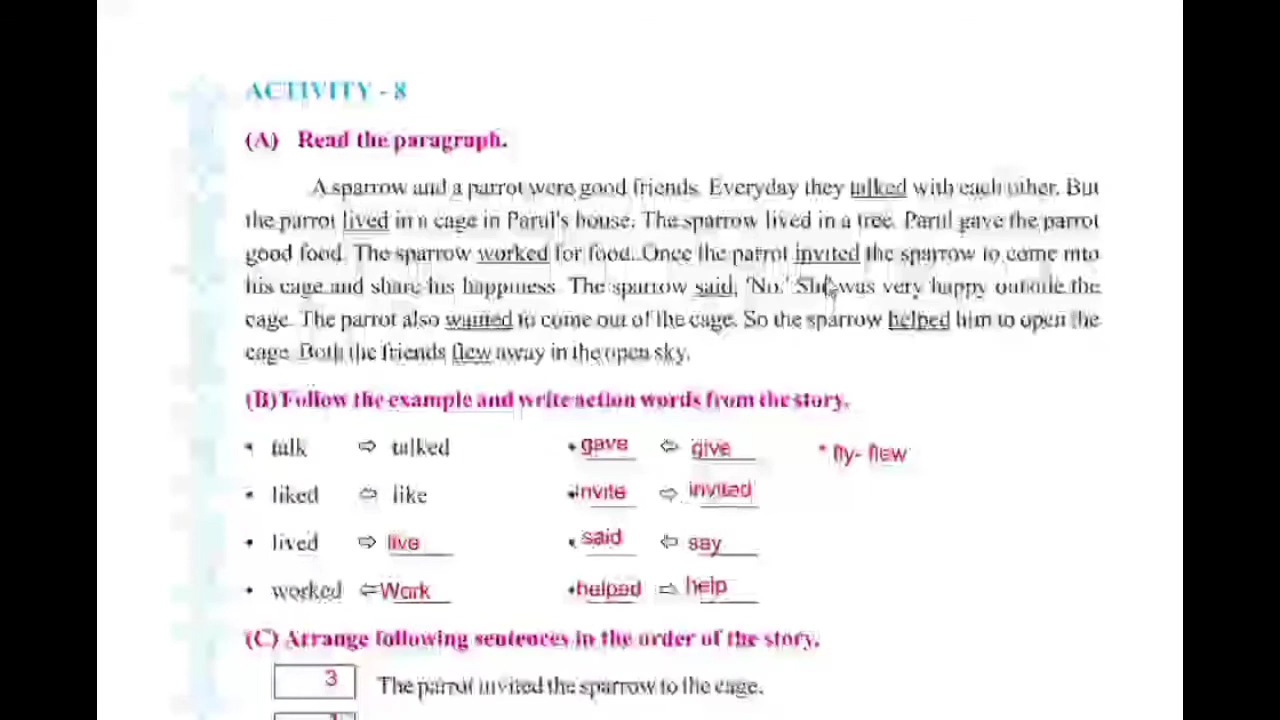 ACTIVITY - 8
(A) Read the paragraph.
A sparrow and a parrot were good friends. Everyday they talked with each other. But
the parrot lived in a cage in Parul's house. The sparrow lived in a tree. Parul gave the parrot
good food. The sparrow worked for food. Once the parrot invited the sparrow to come into
his cage and share his happiness. The sparrow said, 'No.' She was very happy outside the
cage. The parrot also wanted to come out of the cage. So the sparrow helped him to open the
cage. Both the friends flew away in the open sky.
(B) Follow the example and write action words from the story.
• talk ⇨ talked • gave ⇦ give * fly- flew
• liked ⇦ like • invite ⇨ invited
• lived ⇨ live • said ⇦ say
• worked ⇦ Work • helped ⇨ help
(C) Arrange following sentences in the order of the story.
3 The parrot invited the sparrow to the cage.